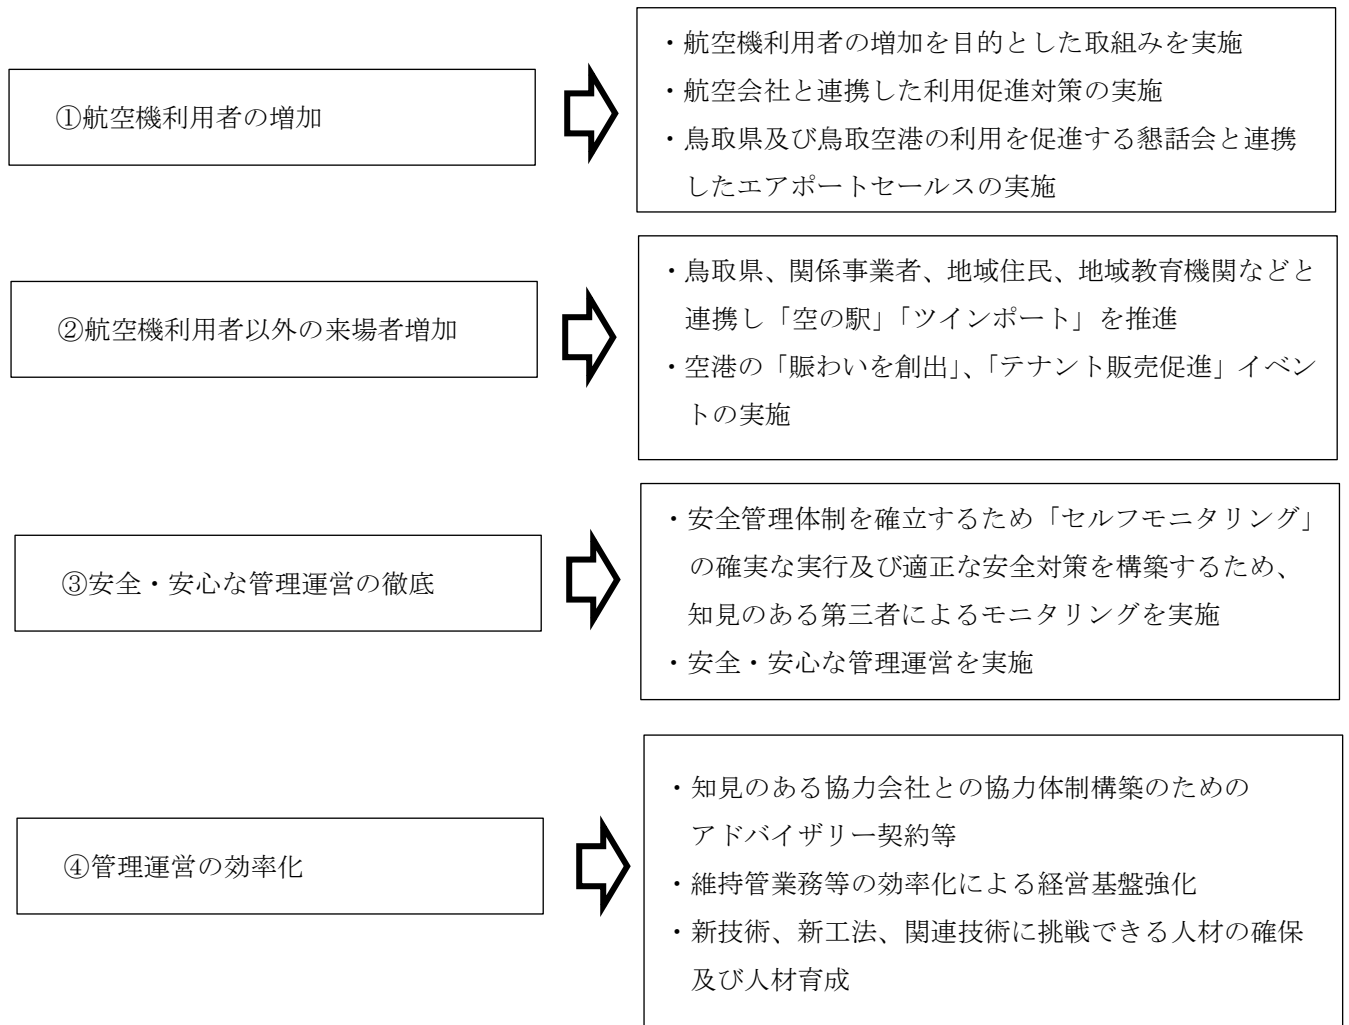 ①航空機利用者の増加
・航空機利用者の増加を目的とした取組みを実施
・航空会社と連携した利用促進対策の実施
・鳥取県及び鳥取空港の利用を促進する懇話会と連携
したエアポートセールスの実施
②航空機利用者以外の来場者増加
・鳥取県、関係事業者、地域住民、地域教育機関などと
連携し「空の駅」「ツインポート」を推進
・空港の「賑わいを創出」、「テナント販売促進」イベン
トの実施
③安全・安心な管理運営の徹底
・安全管理体制を確立するため「セルフモニタリング」
の確実な実行及び適正な安全対策を構築するため、
知見のある第三者によるモニタリングを実施
・安全・安心な管理運営を実施
④管理運営の効率化
・知見のある協力会社との協力体制構築のための
アドバイザリー契約等
・維持管業務等の効率化による経営基盤強化
・新技術、新工法、関連技術に挑戦できる人材の確保
及び人材育成